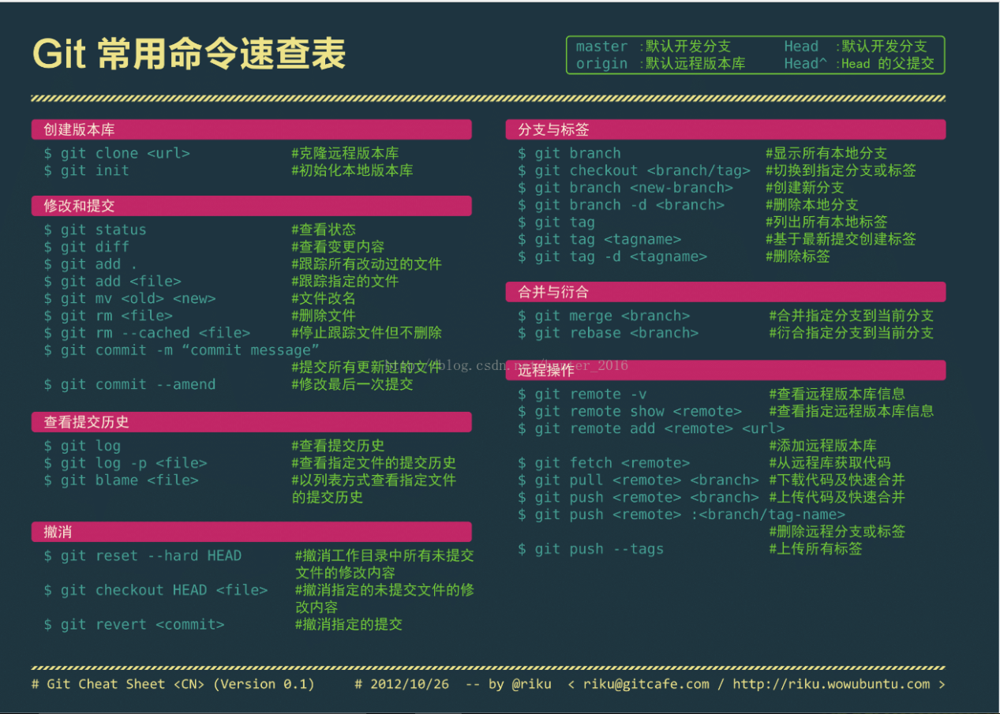 Git 常用命令速查表
master :默认开发分支 Head :默认开发分支
origin :默认远程版本库 Head^ :Head 的父提交
创建版本库
$ git clone <url> #克隆远程版本库
$ git init #初始化本地版本库
修改和提交
$ git status #查看状态
$ git diff #查看变更内容
$ git add . #跟踪所有改动过的文件
$ git add <file> #跟踪指定的文件
$ git mv <old> <new> #文件改名
$ git rm <file> #删除文件
$ git rm --cached <file> #停止跟踪文件但不删除
$ git commit -m “commit message”
#提交所有更新过的文件
$ git commit --amend #修改最后一次提交
查看提交历史
$ git log #查看提交历史
$ git log -p <file> #查看指定文件的提交历史
$ git blame <file> #以列表方式查看指定文件
的提交历史
撤消
$ git reset --hard HEAD #撤消工作目录中所有未提交
文件的修改内容
$ git checkout HEAD <file> #撤消指定的未提交文件的修
改内容
$ git revert <commit> #撤消指定的提交
分支与标签
$ git branch #显示所有本地分支
$ git checkout <branch/tag> #切换到指定分支或标签
$ git branch <new-branch> #创建新分支
$ git branch -d <branch> #删除本地分支
$ git tag #列出所有本地标签
$ git tag <tagname> #基于最新提交创建标签
$ git tag -d <tagname> #删除标签
合并与衍合
$ git merge <branch> #合并指定分支到当前分支
$ git rebase <branch> #衍合指定分支到当前分支
远程操作
$ git remote -v #查看远程版本库信息
$ git remote show <remote> #查看指定远程版本库信息
$ git remote add <remote> <url>
#添加远程版本库
$ git fetch <remote> #从远程库获取代码
$ git pull <remote> <branch> #下载代码及快速合并
$ git push <remote> <branch> #上传代码及快速合并
$ git push <remote> :<branch/tag-name>
#删除远程分支或标签
$ git push --tags #上传所有标签
# Git Cheat Sheet <CN> (Version 0.1) # 2012/10/26 -- by @riku < riku@gitcafe.com / http://riku.wowubuntu.com >